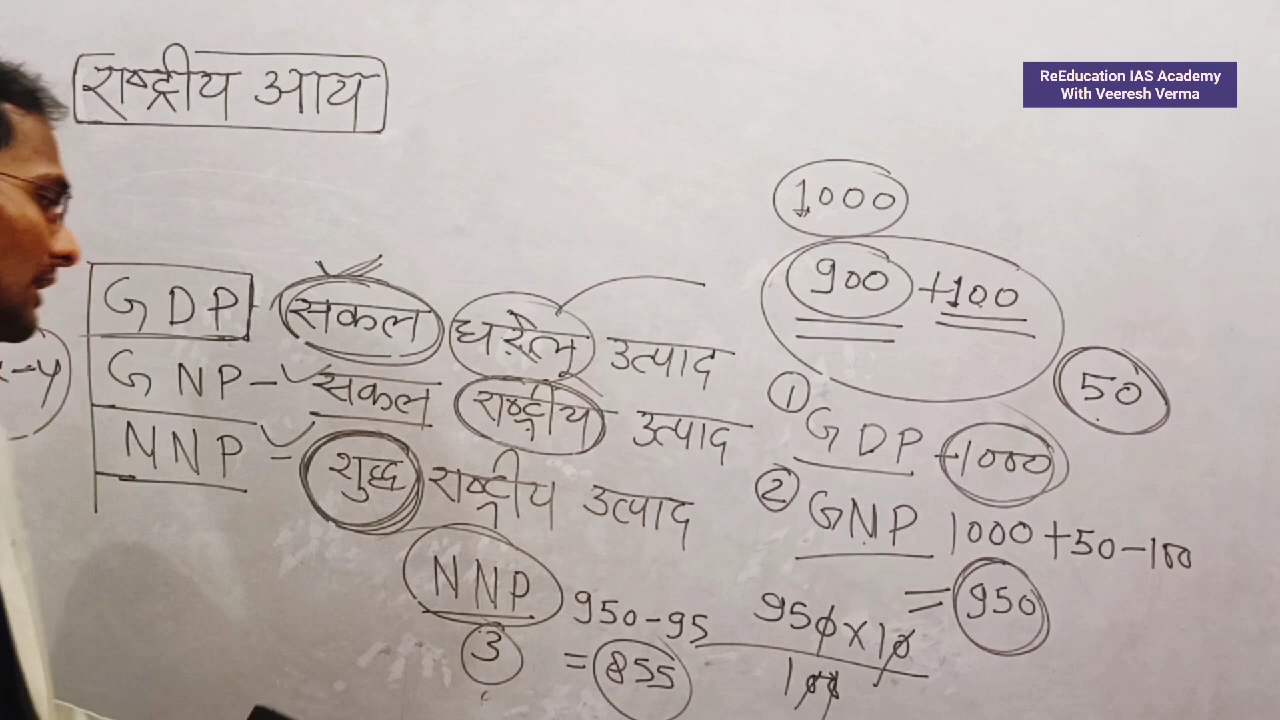 राष्ट्रीय आय
ReEducation IAS Academy
With Veeresh Verma
1000
900 + 100
50
GDP - सकल घरेलू उत्पाद
GNP - सकल राष्ट्रीय उत्पाद
NNP - शुद्ध राष्ट्रीय उत्पाद
① GDP - 1000
② GNP 1000 + 50 - 100
= 950
NNP
3
950 - 95
= 855
950 x 10
100